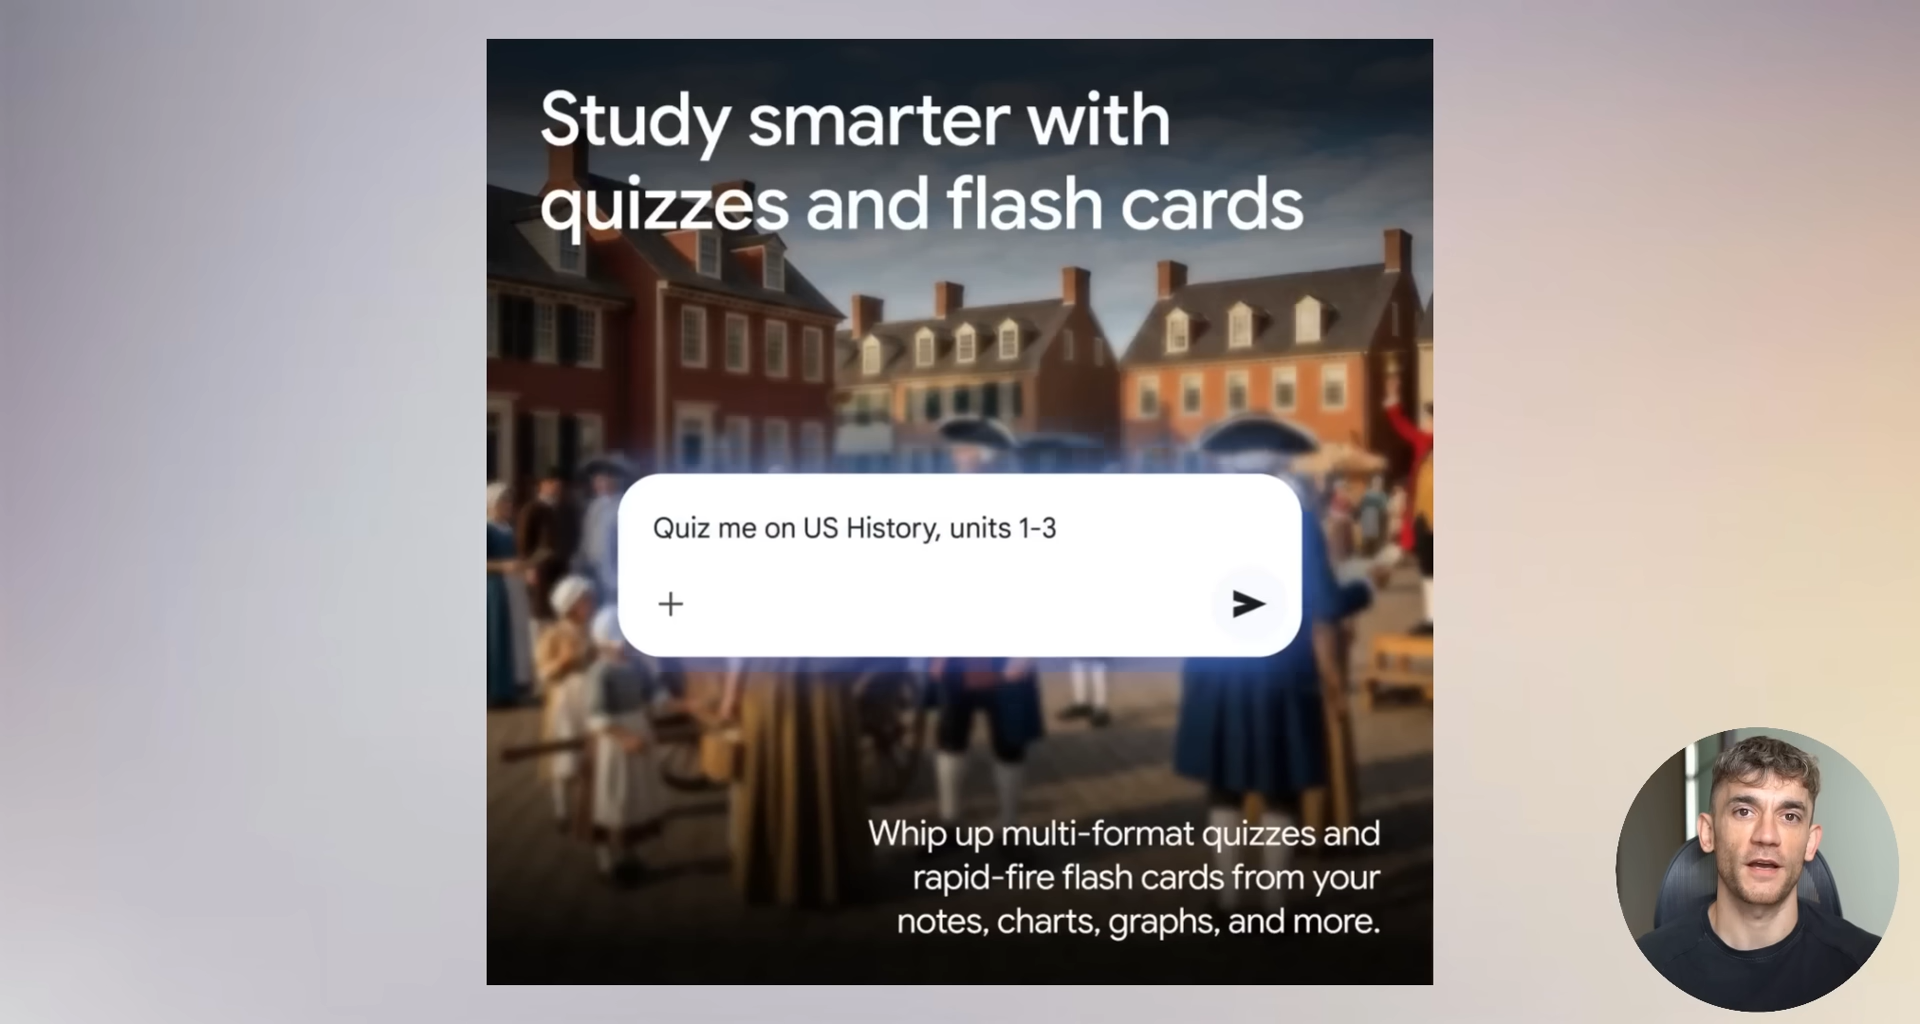 Study smarter with
quizzes and flash cards
Quiz me on US History, units 1-3
Whip up multi-format quizzes and
rapid-fire flash cards from your
notes, charts, graphs, and more.